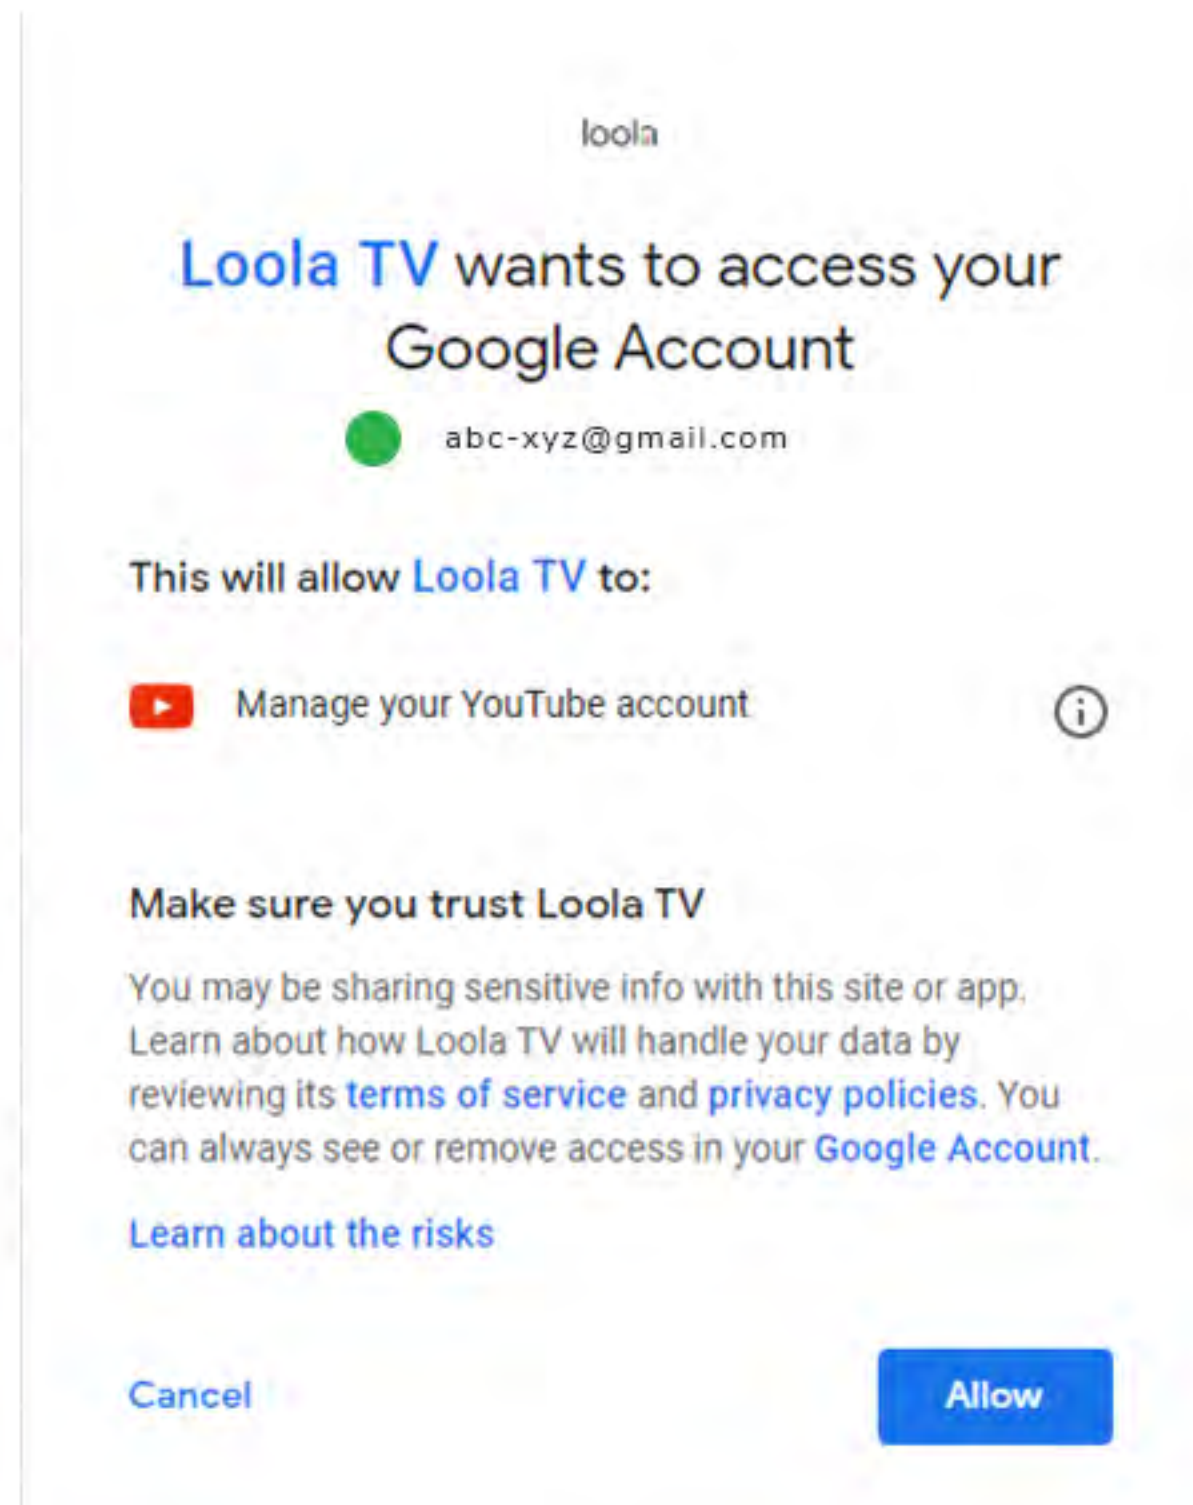 loola
Loola TV wants to access your
Google Account
abc-xyz@gmail.com
This will allow Loola TV to:
Manage your YouTube account
Make sure you trust Loola TV
You may be sharing sensitive info with this site or app.
Learn about how Loola TV will handle your data by
reviewing its terms of service and privacy policies. You
can always see or remove access in your Google Account.
Learn about the risks
Cancel
Allow